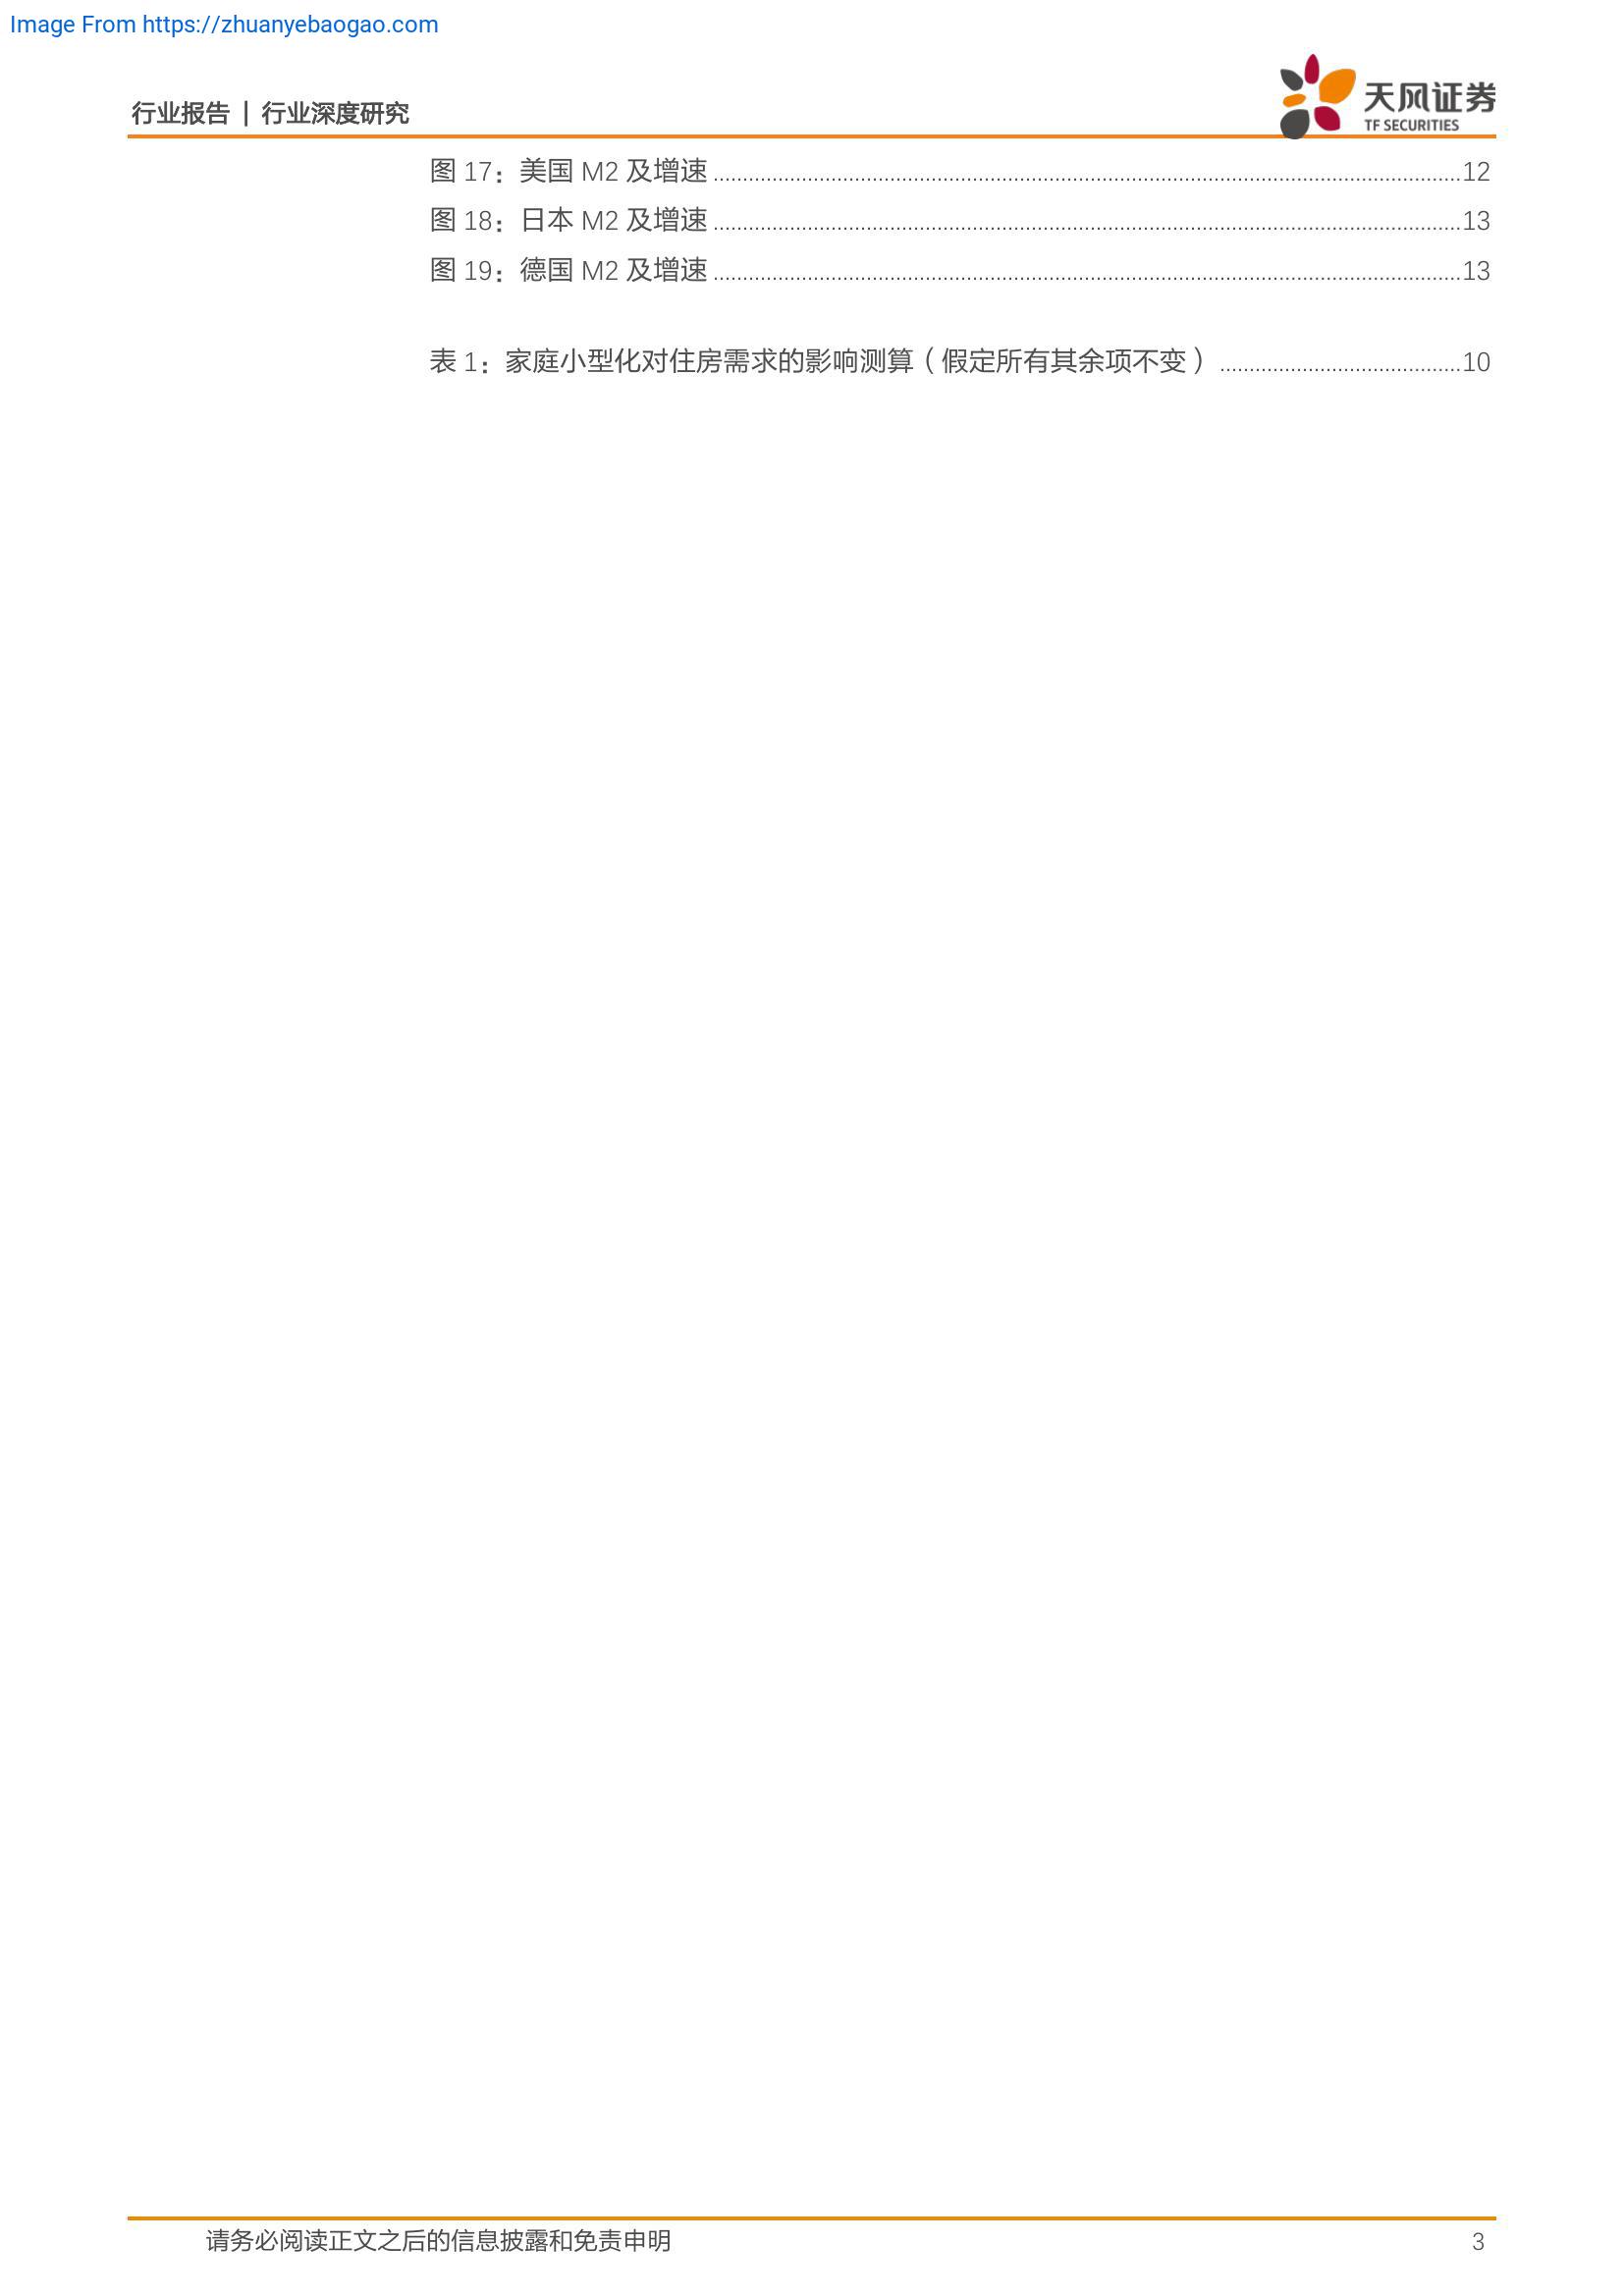 Image From https://zhuanyebaogao.com
行业报告 | 行业深度研究
天风证券
TF SECURITIES
图 17：美国 M2 及增速 ........................................................................................................................12
图 18：日本 M2 及增速 ........................................................................................................................13
图 19：德国 M2 及增速 ........................................................................................................................13
表 1：家庭小型化对住房需求的影响测算（假定所有其余项不变） .........................................10
请务必阅读正文之后的信息披露和免责申明 3